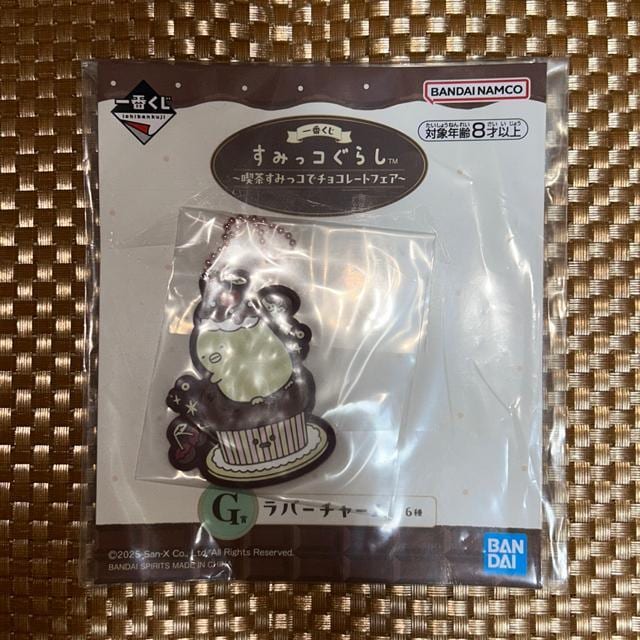 一番くじ
ichibankuji
BANDAI NAMCO
たいしょうねんれい さい い じょう
対象年齢8才以上
一番くじ
すみっコぐらし™
~喫茶すみっコでチョコレートフェア~
G賞
ラバーチャーム
6種
©2025 San-X Co., Ltd. All Rights Reserved.
BANDAI SPIRITS MADE IN CHINA
BAN
DAI